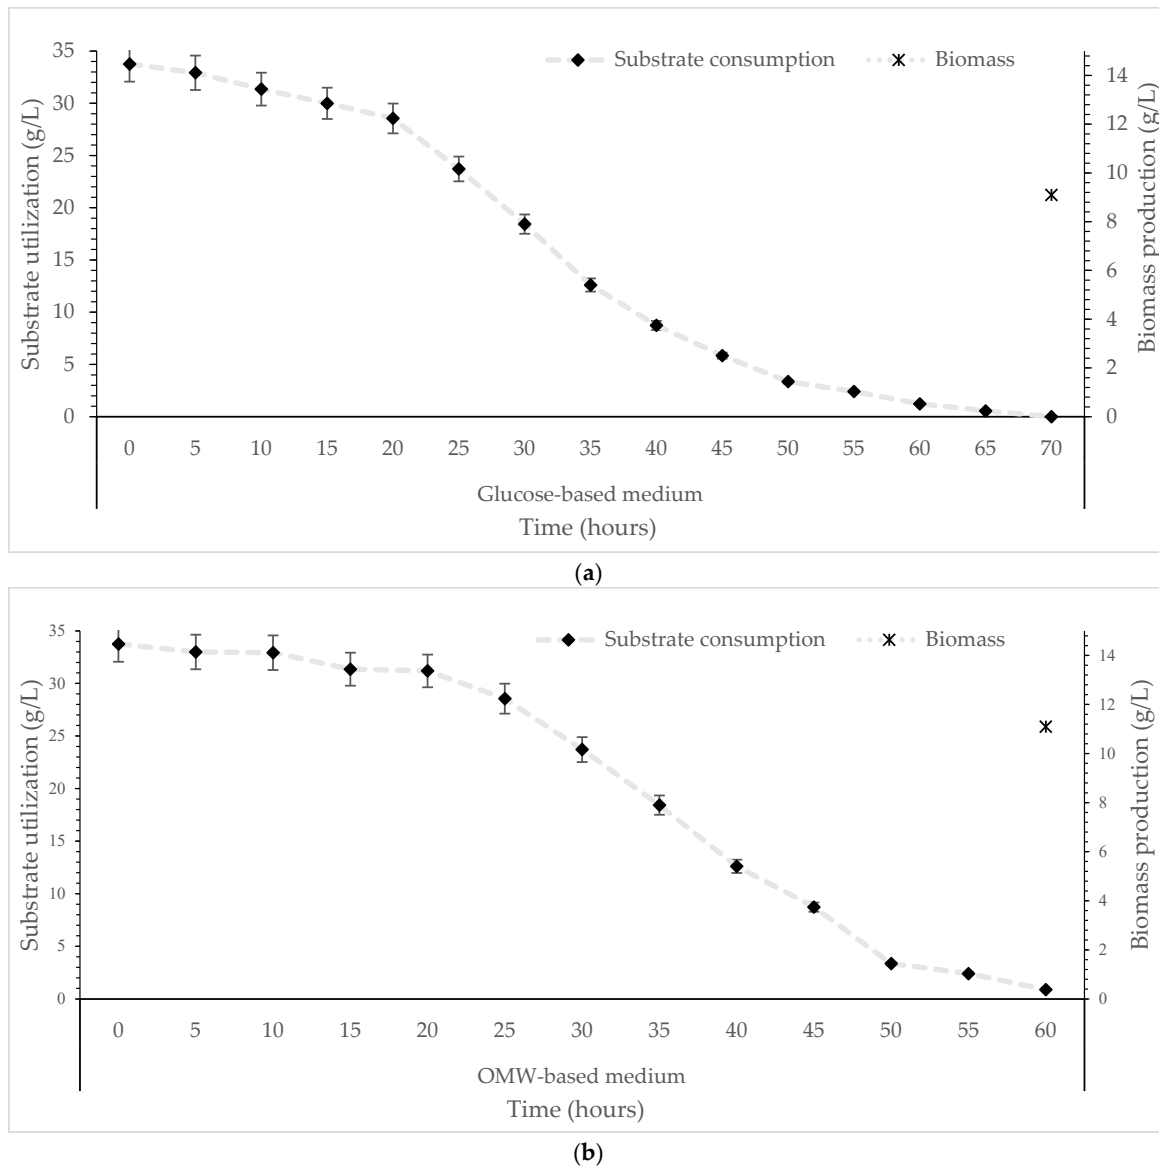 Substrate consumption Biomass
Substrate utilization (g/L)
35
30
25
20
15
10
5
0
Biomass production (g/L)
14
12
10
8
6
4
2
0
0 5 10 15 20 25 30 35 40 45 50 55 60 65 70
Glucose-based medium
Time (hours)
(a)
Substrate consumption Biomass
Substrate utilization (g/L)
35
30
25
20
15
10
5
0
Biomass production (g/L)
14
12
10
8
6
4
2
0
0 5 10 15 20 25 30 35 40 45 50 55 60
OMW-based medium
Time (hours)
(b)